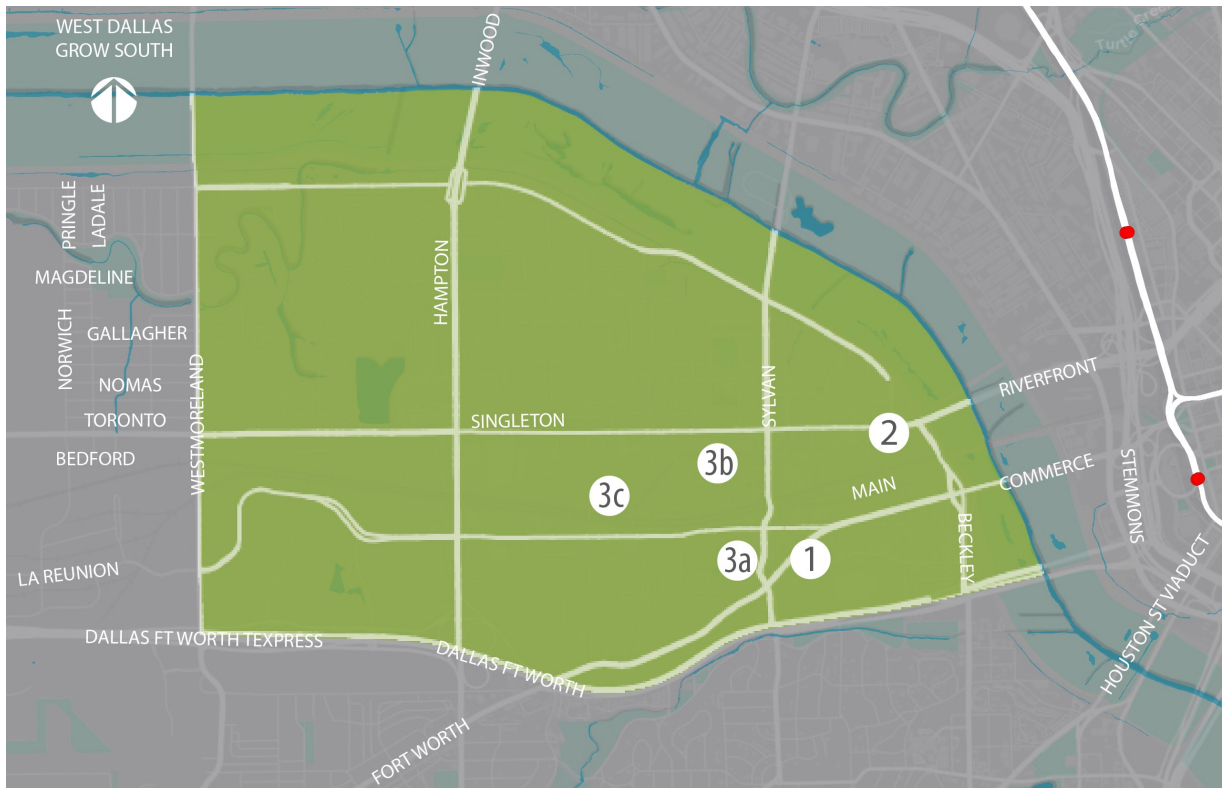 WEST DALLAS
GROW SOUTH
INWOOD
PRINGLE
LADALE
MAGDELINE
HAMPTON
NORWICH
GALLAGHER
NOMAS
TORONTO
WESTMORELAND
SINGLETON
SYLVAN
RIVERFRONT
2
BEDFORD
3b
3c
MAIN
COMMERCE
STEMMONS
LA REUNION
3a
1
BECKLEY
HOUSTON ST VIADUCT
DALLAS FT WORTH TEXPRESS
DALLAS FT WORTH
FORT WORTH